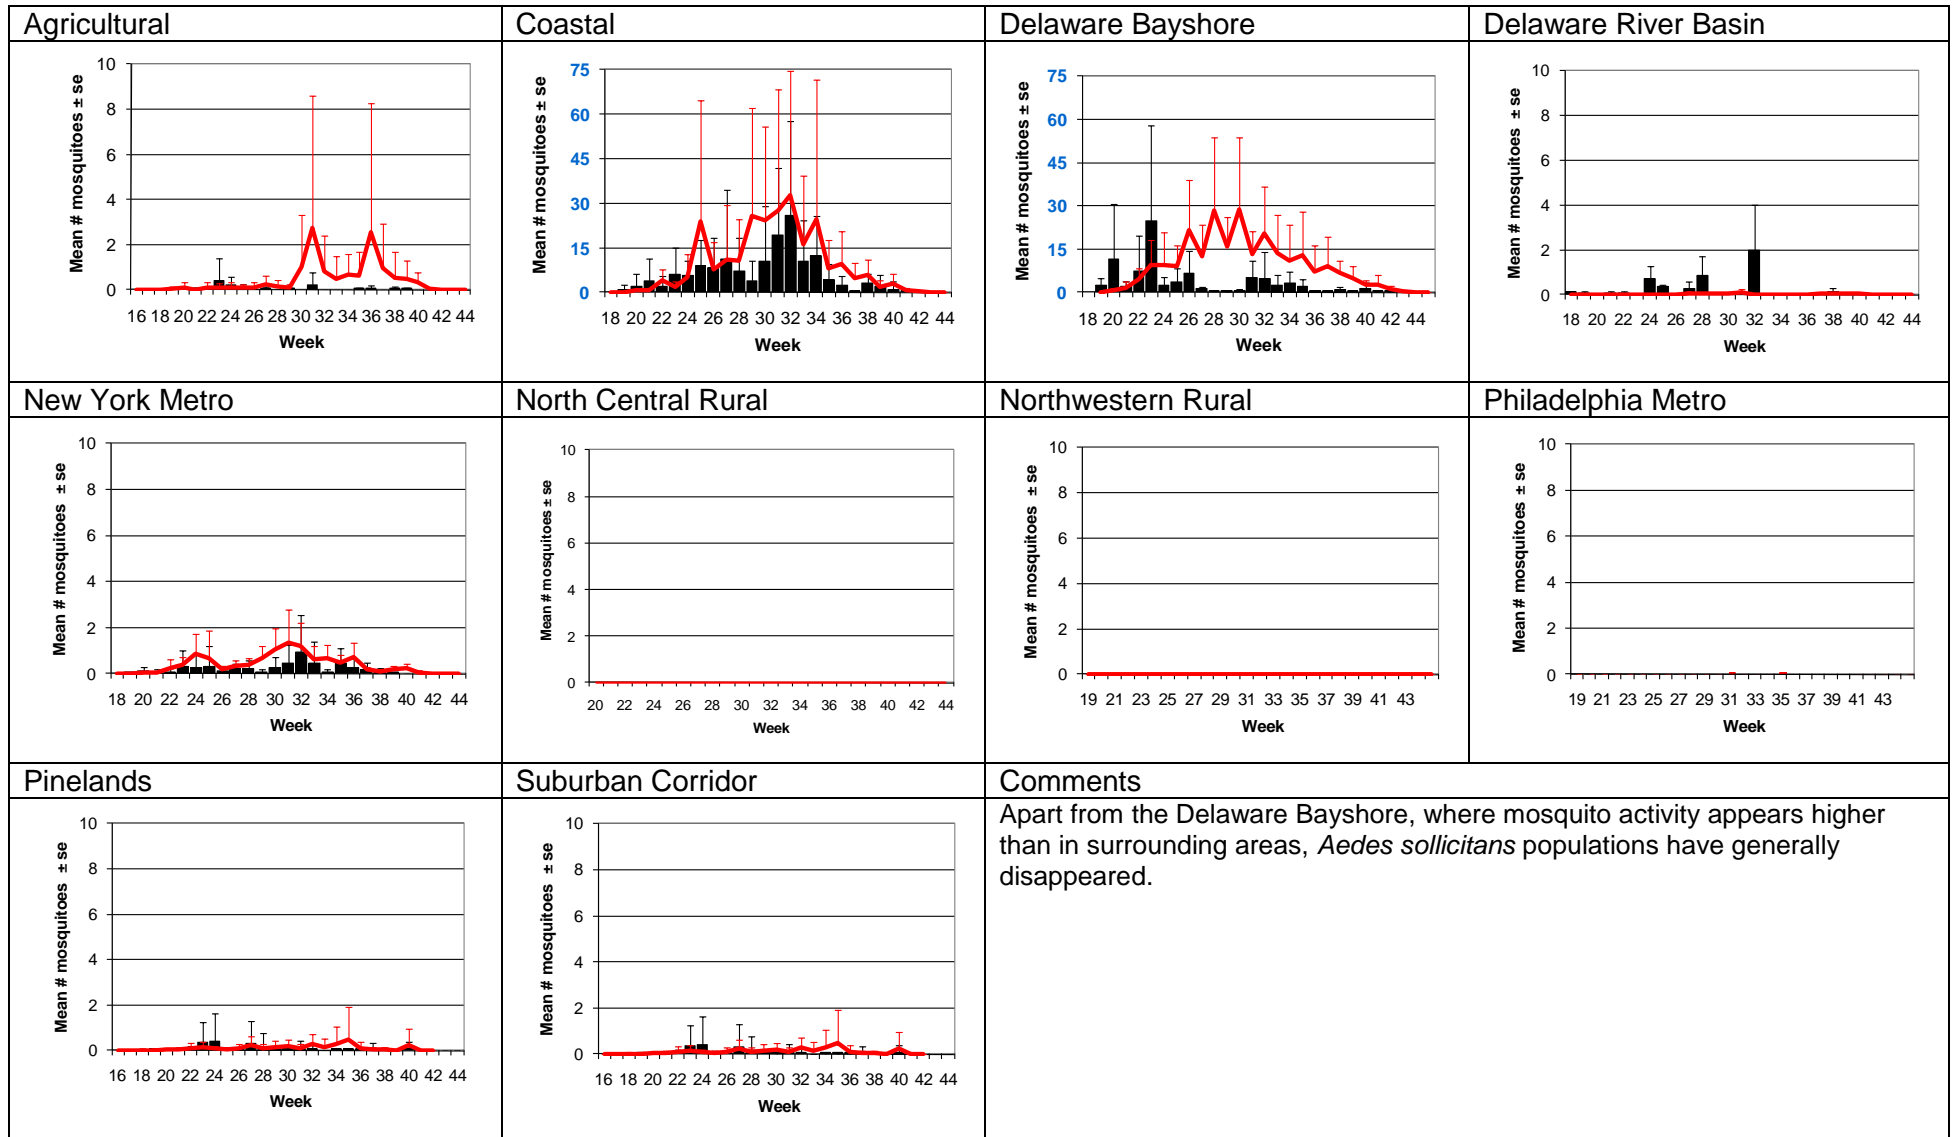 Agricultural
Coastal
Delaware Bayshore
Delaware River Basin
Mean # mosquitoes ± se
10
8
6
4
2
0
16 18 20 22 24 26 28 30 32 34 36 38 40 42 44
Week
Mean # mosquitoes ± se
75
60
45
30
15
0
18 20 22 24 26 28 30 32 34 36 38 40 42 44
Week
Mean # mosquitoes ± se
75
60
45
30
15
0
18 20 22 24 26 28 30 32 34 36 38 40 42 44
Week
Mean # mosquitoes ± se
10
8
6
4
2
0
18 20 22 24 26 28 30 32 34 36 38 40 42 44
Week
New York Metro
North Central Rural
Northwestern Rural
Philadelphia Metro
Mean # mosquitoes ± se
10
8
6
4
2
0
18 20 22 24 26 28 30 32 34 36 38 40 42 44
Week
Mean # mosquitoes ± se
10
8
6
4
2
0
20 22 24 26 28 30 32 34 36 38 40 42 44
Week
Mean # mosquitoes ± se
10
8
6
4
2
0
19 21 23 25 27 29 31 33 35 37 39 41 43
Week
Mean # mosquitoes ± se
10
8
6
4
2
0
19 21 23 25 27 29 31 33 35 37 39 41 43
Week
Pinelands
Suburban Corridor
Comments
Mean # mosquitoes ± se
10
8
6
4
2
0
16 18 20 22 24 26 28 30 32 34 36 38 40 42 44
Week
Mean # mosquitoes ± se
10
8
6
4
2
0
16 18 20 22 24 26 28 30 32 34 36 38 40 42 44
Week
Apart from the Delaware Bayshore, where mosquito activity appears higher
than in surrounding areas, Aedes sollicitans populations have generally
disappeared.